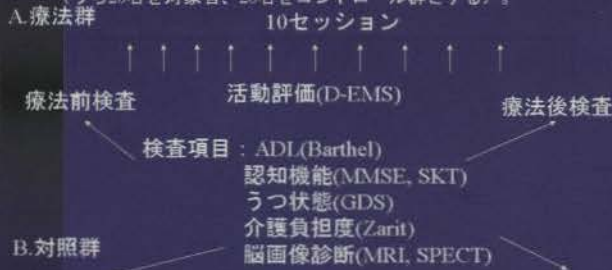 A.療法群
10セッション
活動評価(D-EMS)
療法前検査
療法後検査
検査項目：ADL(Barthel)
認知機能(MMSE, SKT)
うつ状態(GDS)
介護負担度(Zarit)
脳画像診断(MRI, SPECT)
B.対照群